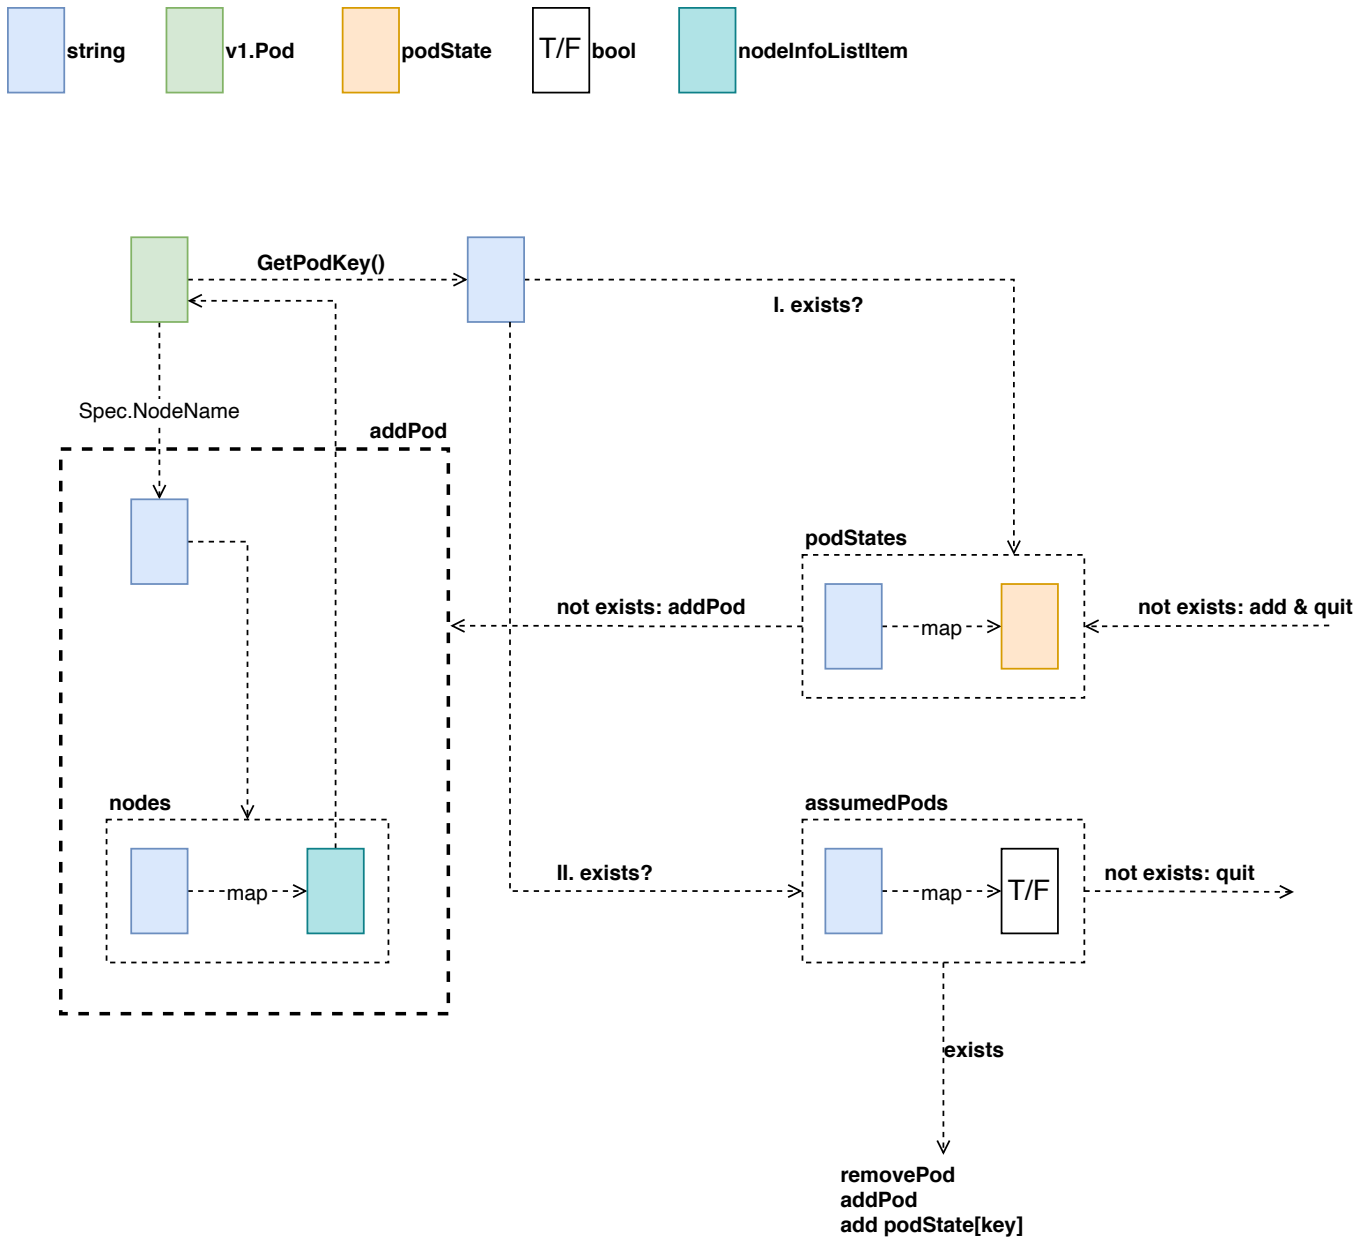 string
v1.Pod
podState
T/F
bool
nodeInfoListItem
GetPodKey()
I. exists?
Spec.NodeName
addPod
podStates
not exists: addPod
map
not exists: add & quit
nodes
map
assumedPods
II. exists?
map
T/F
not exists: quit
exists
removePod
addPod
add podState[key]